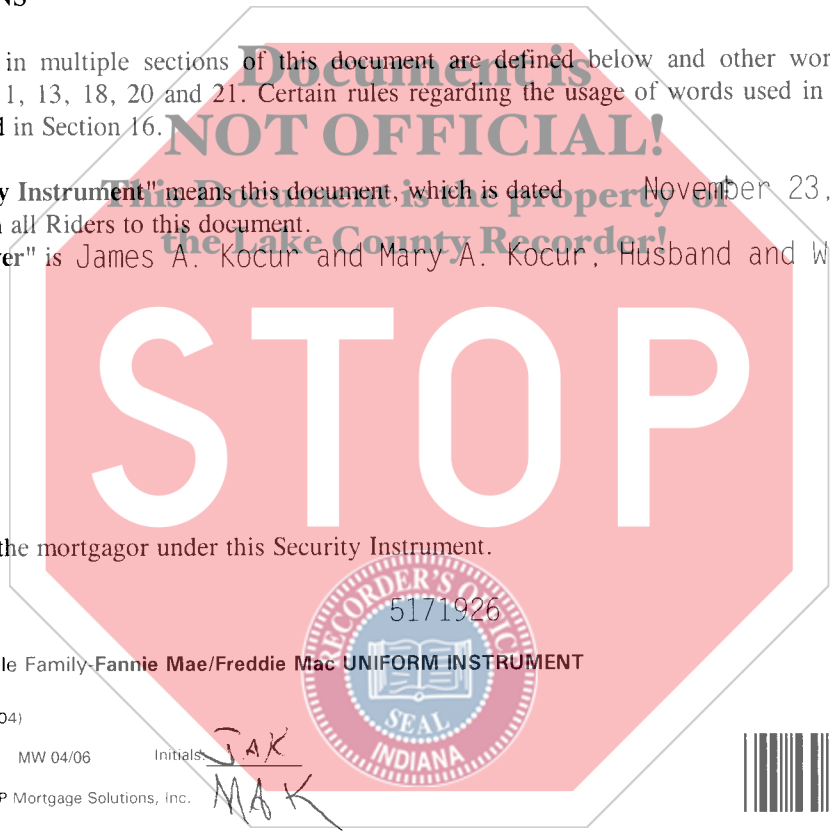 NS
in multiple sections of this document are defined below and other wor
1, 13, 18, 20 and 21. Certain rules regarding the usage of words used in
in Section 16.
Document is
NOT OFFICIAL!
This Document is the property of
the Lake County Recorder!
y Instrument" means this document, which is dated November 23,
all Riders to this document.
er" is James A. Kocur and Mary A. Kocur, Husband and W
STOP
the mortgagor under this Security Instrument.
RECORDER'S OFFICE
5171926
SEAL
INDIANA
le Family-Fannie Mae/Freddie Mac UNIFORM INSTRUMENT
04)
MW 04/06 Initials: JAK
MAK
P Mortgage Solutions, Inc.